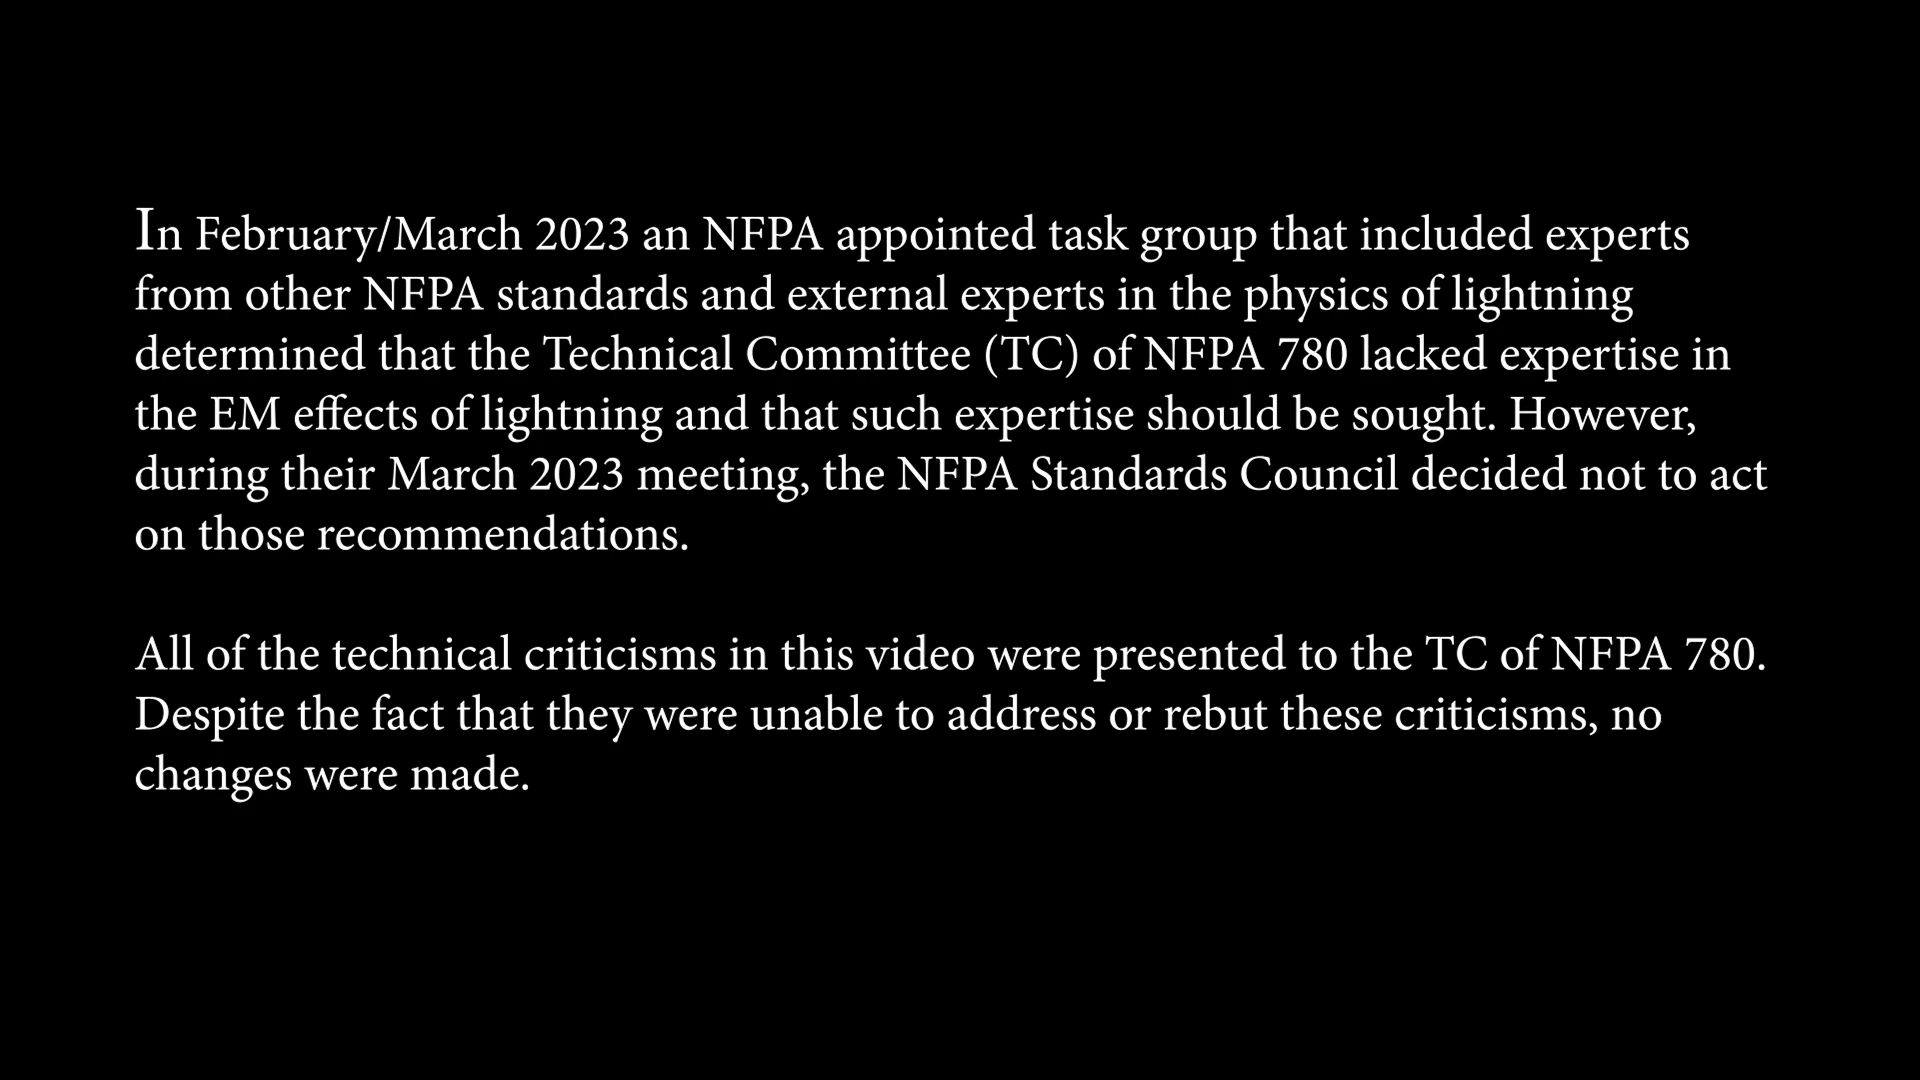 In February/March 2023 an NFPA appointed task group that included experts
from other NFPA standards and external experts in the physics of lightning
determined that the Technical Committee (TC) of NFPA 780 lacked expertise in
the EM effects of lightning and that such expertise should be sought. However,
during their March 2023 meeting, the NFPA Standards Council decided not to act
on those recommendations.
All of the technical criticisms in this video were presented to the TC of NFPA 780.
Despite the fact that they were unable to address or rebut these criticisms, no
changes were made.